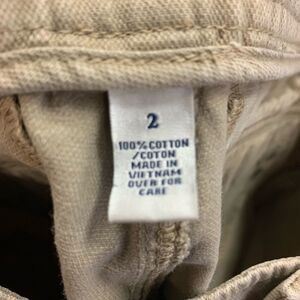 2
100% COTTON
/COTON
MADE IN
VIETNAM
OVER FOR
CARE